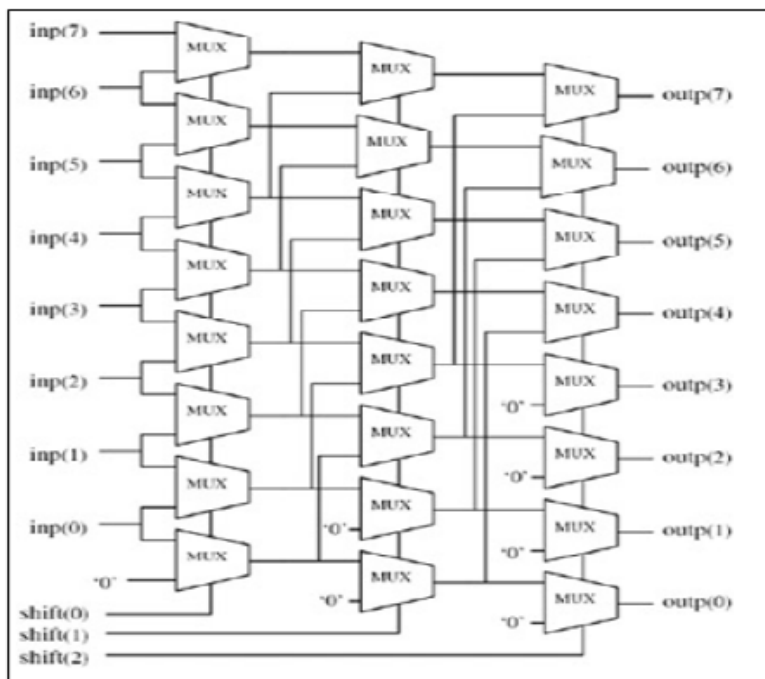 inp(7)
MUX
MUX
MUX
inp(6)
outp(7)
MUX
MUX
MUX
inp(5)
outp(6)
MUX
MUX
MUX
inp(4)
outp(5)
MUX
MUX
MUX
inp(3)
outp(4)
MUX
MUX
MUX
inp(2)
'0'
outp(3)
MUX
MUX
MUX
inp(1)
'0'
outp(2)
MUX
MUX
MUX
inp(0)
'0'
'0'
outp(1)
MUX
MUX
MUX
'0'
'0'
'0'
outp(0)
shift(0)
shift(1)
shift(2)